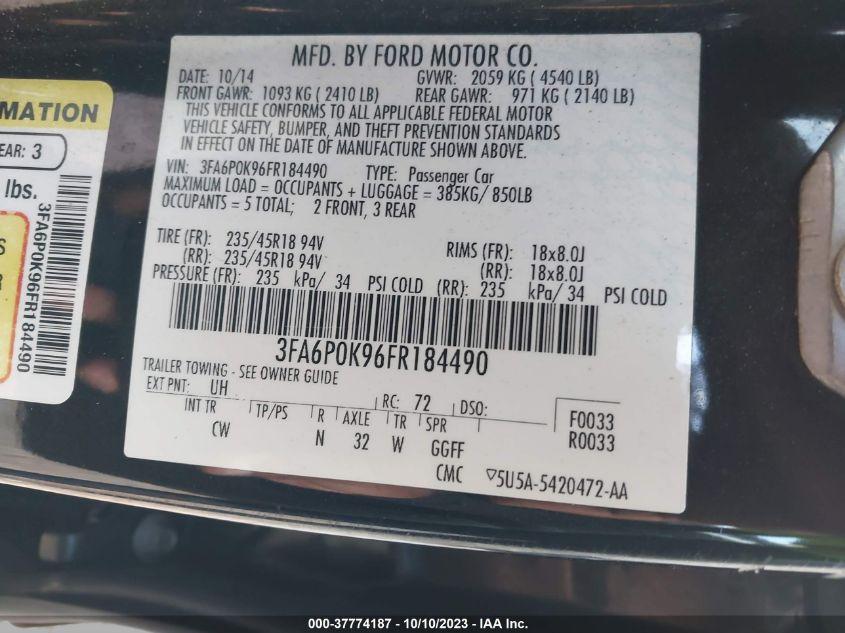 MFD. BY FORD MOTOR CO.
DATE: 10/14 GVWR: 2059 KG ( 4540 LB)
FRONT GAWR: 1093 KG ( 2410 LB) REAR GAWR: 971 KG ( 2140 LB)
THIS VEHICLE CONFORMS TO ALL APPLICABLE FEDERAL MOTOR
VEHICLE SAFETY, BUMPER, AND THEFT PREVENTION STANDARDS
IN EFFECT ON THE DATE OF MANUFACTURE SHOWN ABOVE.
VIN: 3FA6P0K96FR184490 TYPE: Passenger Car
MAXIMUM LOAD = OCCUPANTS + LUGGAGE = 385KG/ 850LB
OCCUPANTS = 5 TOTAL; 2 FRONT, 3 REAR
TIRE (FR): 235/45R18 94V RIMS (FR): 18x8.0J
(RR): 235/45R18 94V (RR): 18x8.0J
PRESSURE (FR): 235 kPa/ 34 PSI COLD (RR): 235 kPa/ 34 PSI COLD
3FA6P0K96FR184490
TRAILER TOWING - SEE OWNER GUIDE
EXT PNT: UH RC: 72 DSO:
INT TR TP/PS R AXLE TR SPR F0033
CW N 32 W GGFF R0033
CMC ▽5U5A-5420472-AA
MATION
EAR: 3
lbs.
S
R
3FA6P0K96FR184490
000-37774187 - 10/10/2023 - IAA Inc.